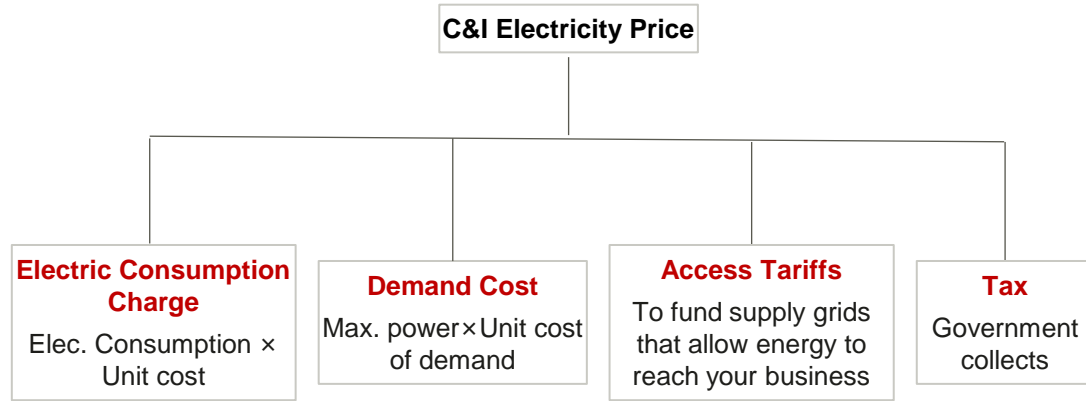 C&I Electricity Price
Electric Consumption
Charge
Elec. Consumption ×
Unit cost
Demand Cost
Max. power×Unit cost
of demand
Access Tariffs
To fund supply grids
that allow energy to
reach your business
Tax
Government
collects